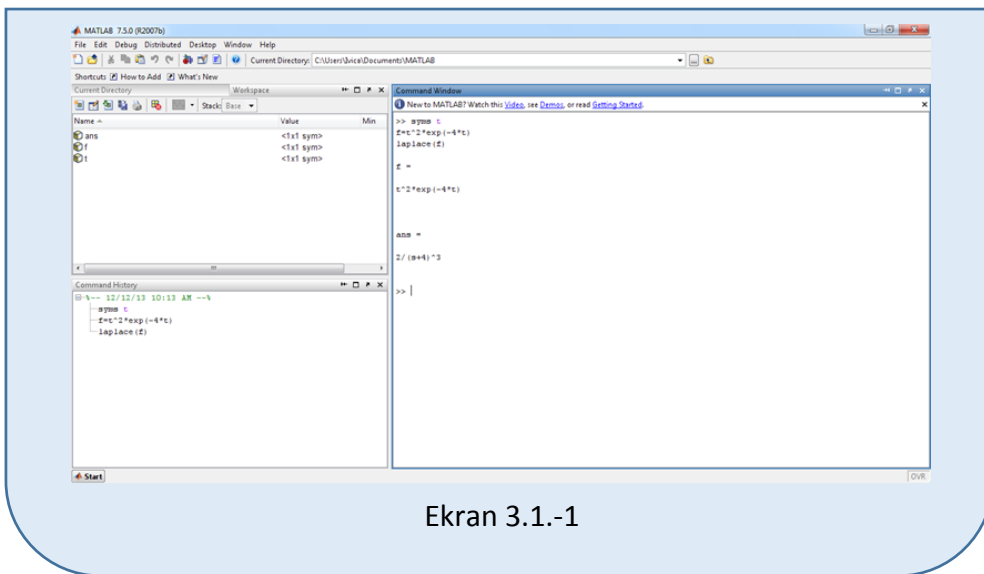 MATLAB 7.5.0 (R2007b)
File Edit Debug Distributed Desktop Window Help
Current Directory: C:\Users\Ivica\Documents\MATLAB
Shortcuts How to Add What's New
Current Directory Workspace
Stack: Base
Name Value Min
ans <1x1 sym>
f <1x1 sym>
t <1x1 sym>
Command History
%-- 12/12/13 10:13 AM --%
syms t
f=t^2*exp(-4*t)
laplace(f)
Command Window
New to MATLAB? Watch this Video, see Demos, or read Getting Started.
>> syms t
f=t^2*exp(-4*t)
laplace(f)
f =
t^2*exp(-4*t)
ans =
2/(s+4)^3
>>
Start
OVR
Ekran 3.1.-1